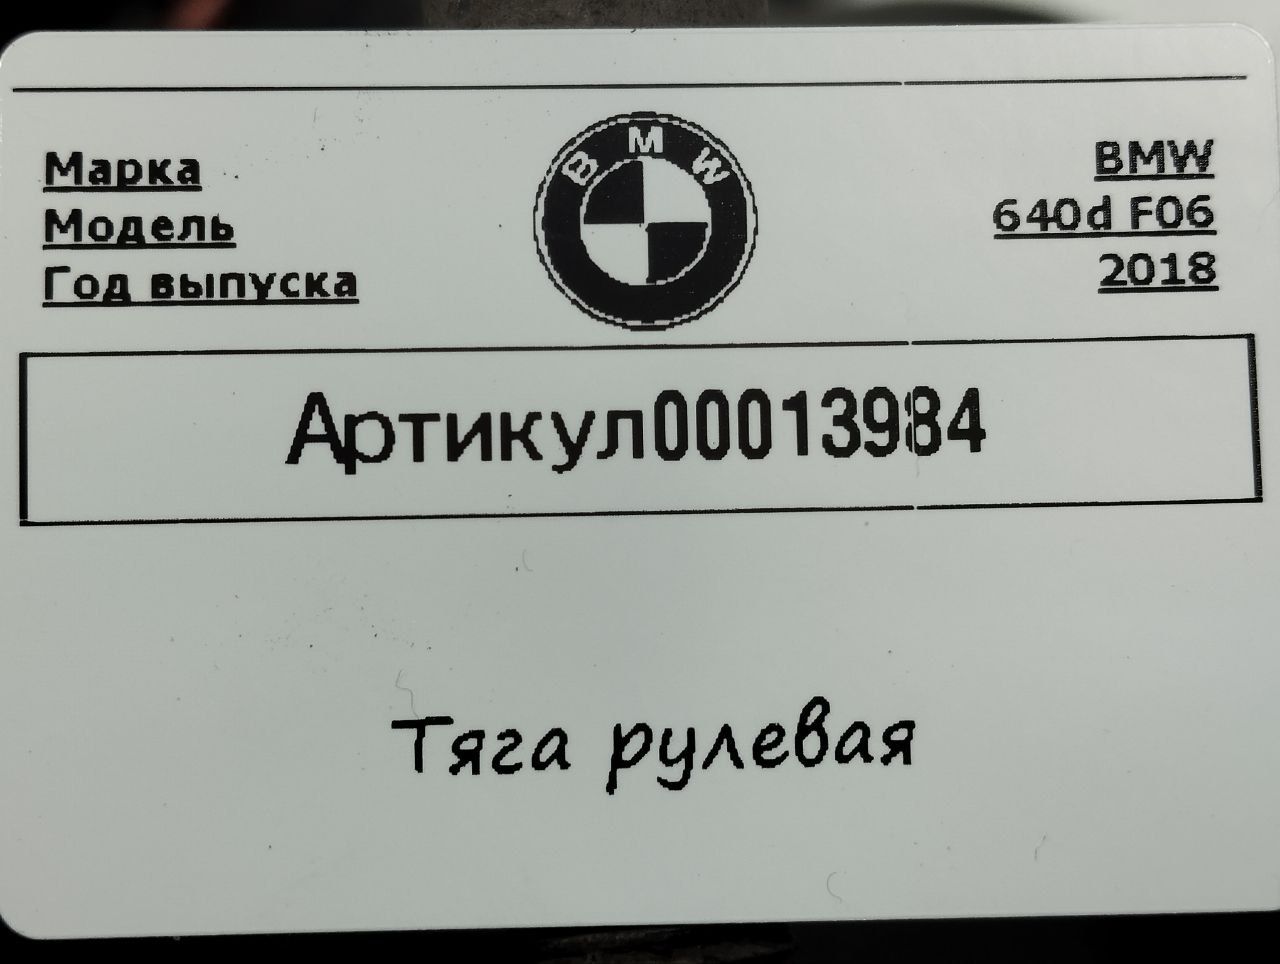 Марка BMW
Модель 640d F06
Год выпуска 2018
BMW
Артикул00013984
Тяга рулевая